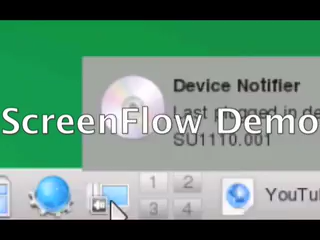 Device Notifier
Last plugged in de
ScreenFlow Demo
SU1110.001
1 2
YouTu
3 4